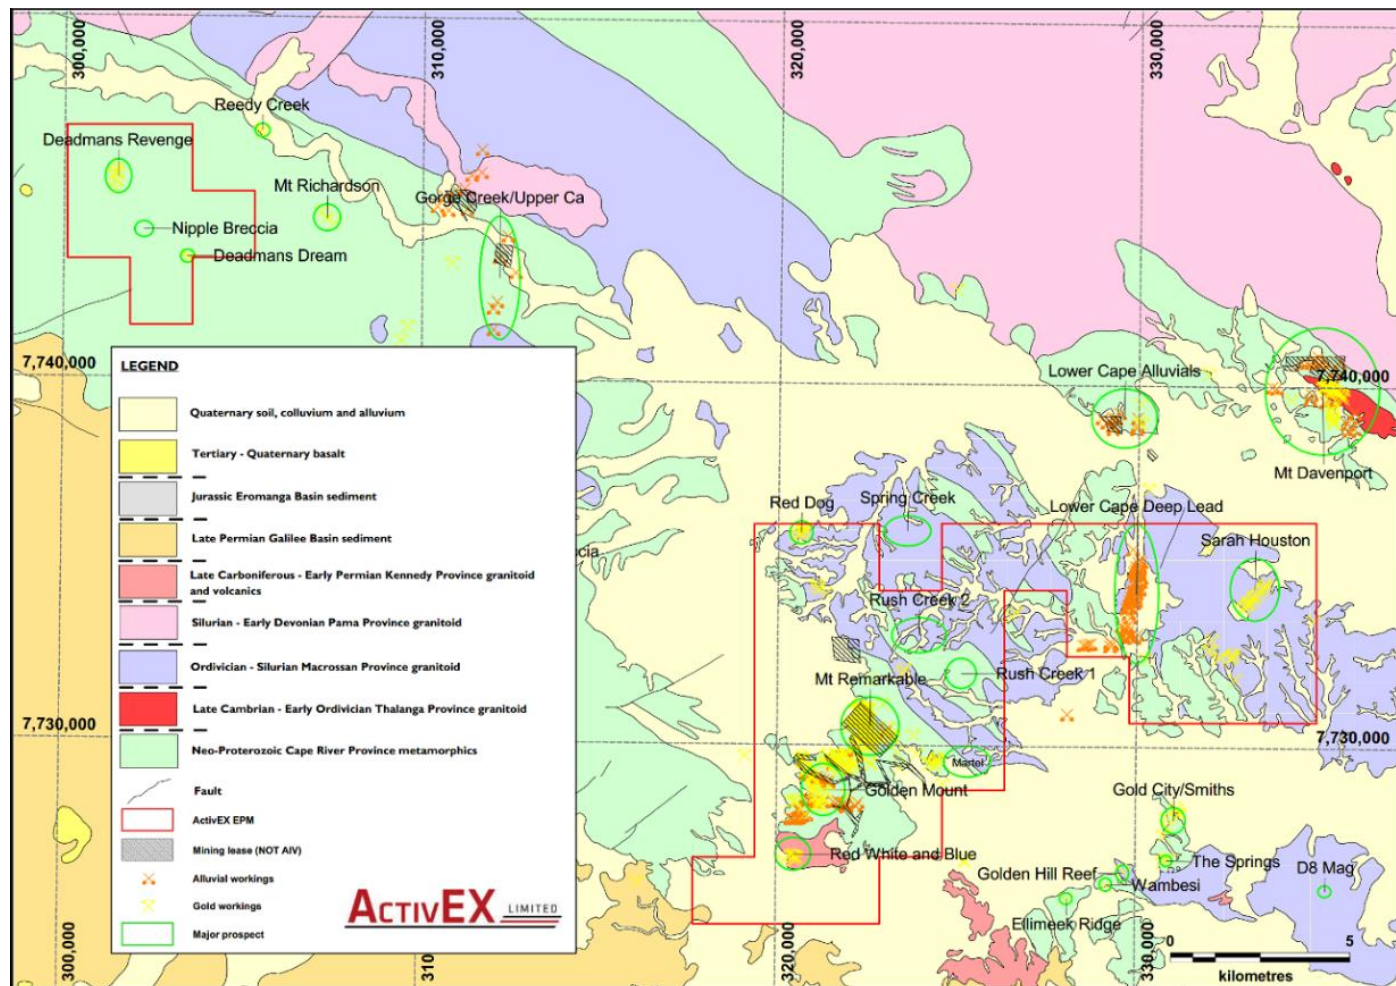 300,000
310,000
320,000
330,000
Reedy Creek
Deadmans Revenge
Mt Richardson
Gorge Creek/Upper Ca
Nipple Breccia
Deadmans Dream
7,740,000
LEGEND
Quaternary soil, colluvium and alluvium
Tertiary - Quaternary basalt
Jurassic Eromanga Basin sediment
Late Permian Galilee Basin sediment
Late Carboniferous - Early Permian Kennedy Province granitoid
and volcanics
Silurian - Early Devonian Pama Province granitoid
Ordivician - Silurian Macrossan Province granitoid
Late Cambrian - Early Ordivician Thalanga Province granitoid
Neo-Proterozoic Cape River Province metamorphics
Fault
ActivEX EPM
Mining lease (NOT AIV)
Alluvial workings
Gold workings
Major prospect
ACTIVEX LIMITED
Lower Cape Alluvials
7,740,000
Mt Davenport
Red Dog
Spring Creek
Lower Cape Deep Lead
Sarah Houston
ccia
Rush Creek 2
Mt Remarkable
Rush Creek 1
7,730,000
7,730,000
Martel
Golden Mount
Gold City/Smiths
Red White and Blue
The Springs
Golden Hill Reef
Wambesi
D8 Mag
Ellimeek Ridge
0
5
kilometres
300,000
310
320,000
330,000